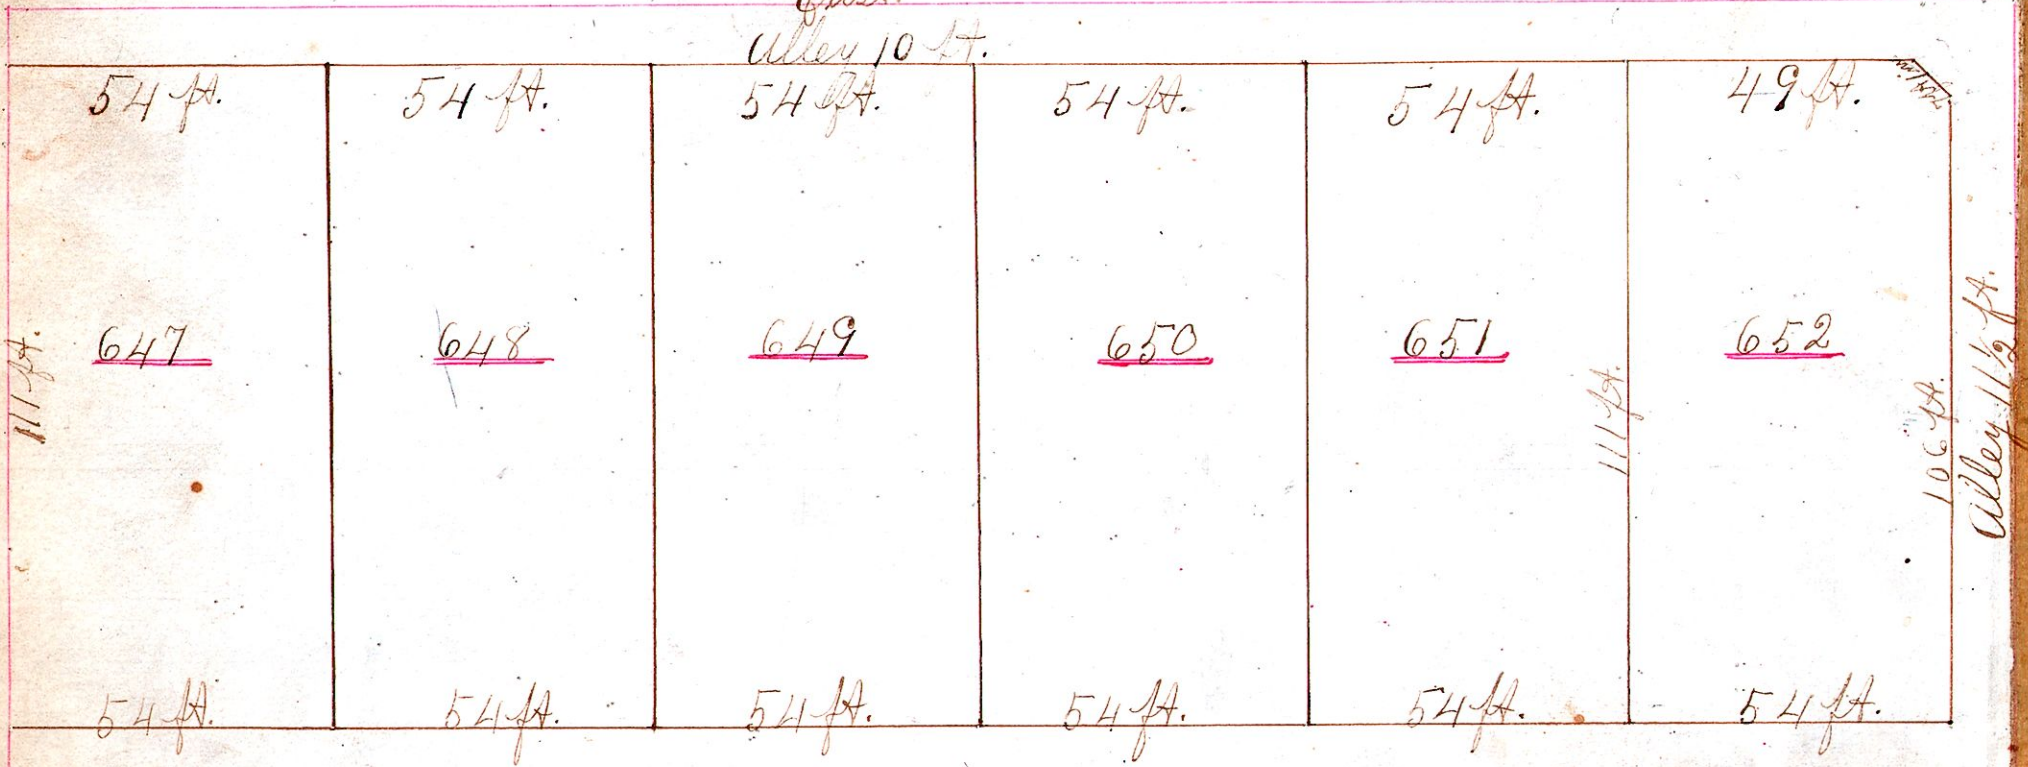 Alley 10 ft.
54 ft. 54 ft. 54 ft. 54 ft. 54 ft. 49 ft.
647 648 649 650 651 652
111 ft.
111 ft.
106 ft.
Alley 11 1/2 ft.
54 ft. 54 ft. 54 ft. 54 ft. 54 ft. 54 ft.